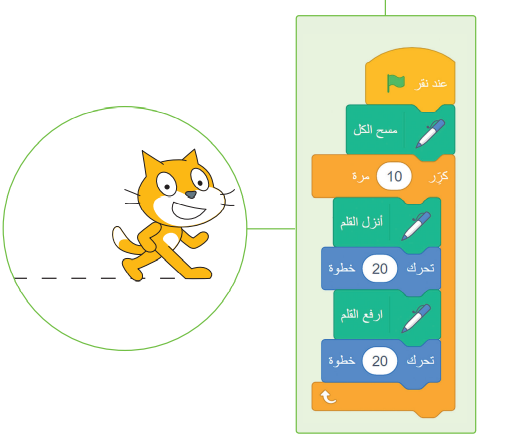 عند نقر
مسح الكل
كرِّر 10 مرة
أنزل القلم
تحرك 20 خطوة
ارفع القلم
تحرك 20 خطوة